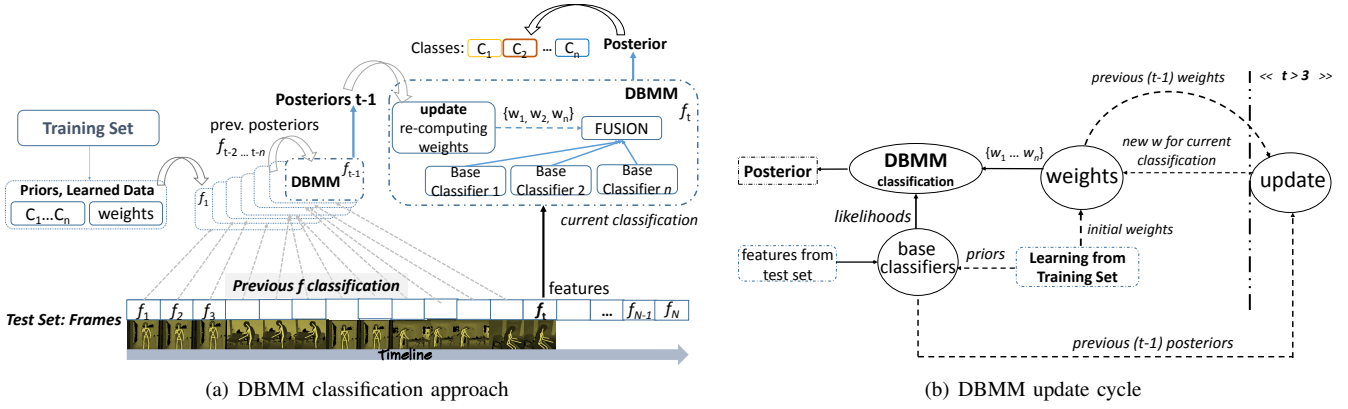 Classes: C1 C2 ... Cn
Posterior
DBMM
ft
Posteriors t-1
update
re-computing
weights
{w1, w2, wn}
FUSION
Base
Classifier 1
Base
Classifier 2
Base
Classifier n
current classification
Training Set
prev. posteriors
ft-2 ... t-n
Priors, Learned Data
C1...Cn
weights
f1
DBMM
ft-1
Previous f classification
features
Test Set: Frames
f1 f2 f3 ft ... fN-1 fN
Timeline
(a) DBMM classification approach
previous (t-1) weights
<< t > 3 >>
new w for current
classification
{w1 ... wn}
Posterior
DBMM
classification
weights
update
likelihoods
initial weights
features from
test set
base
classifiers
priors
Learning from
Training Set
previous (t-1) posteriors
(b) DBMM update cycle